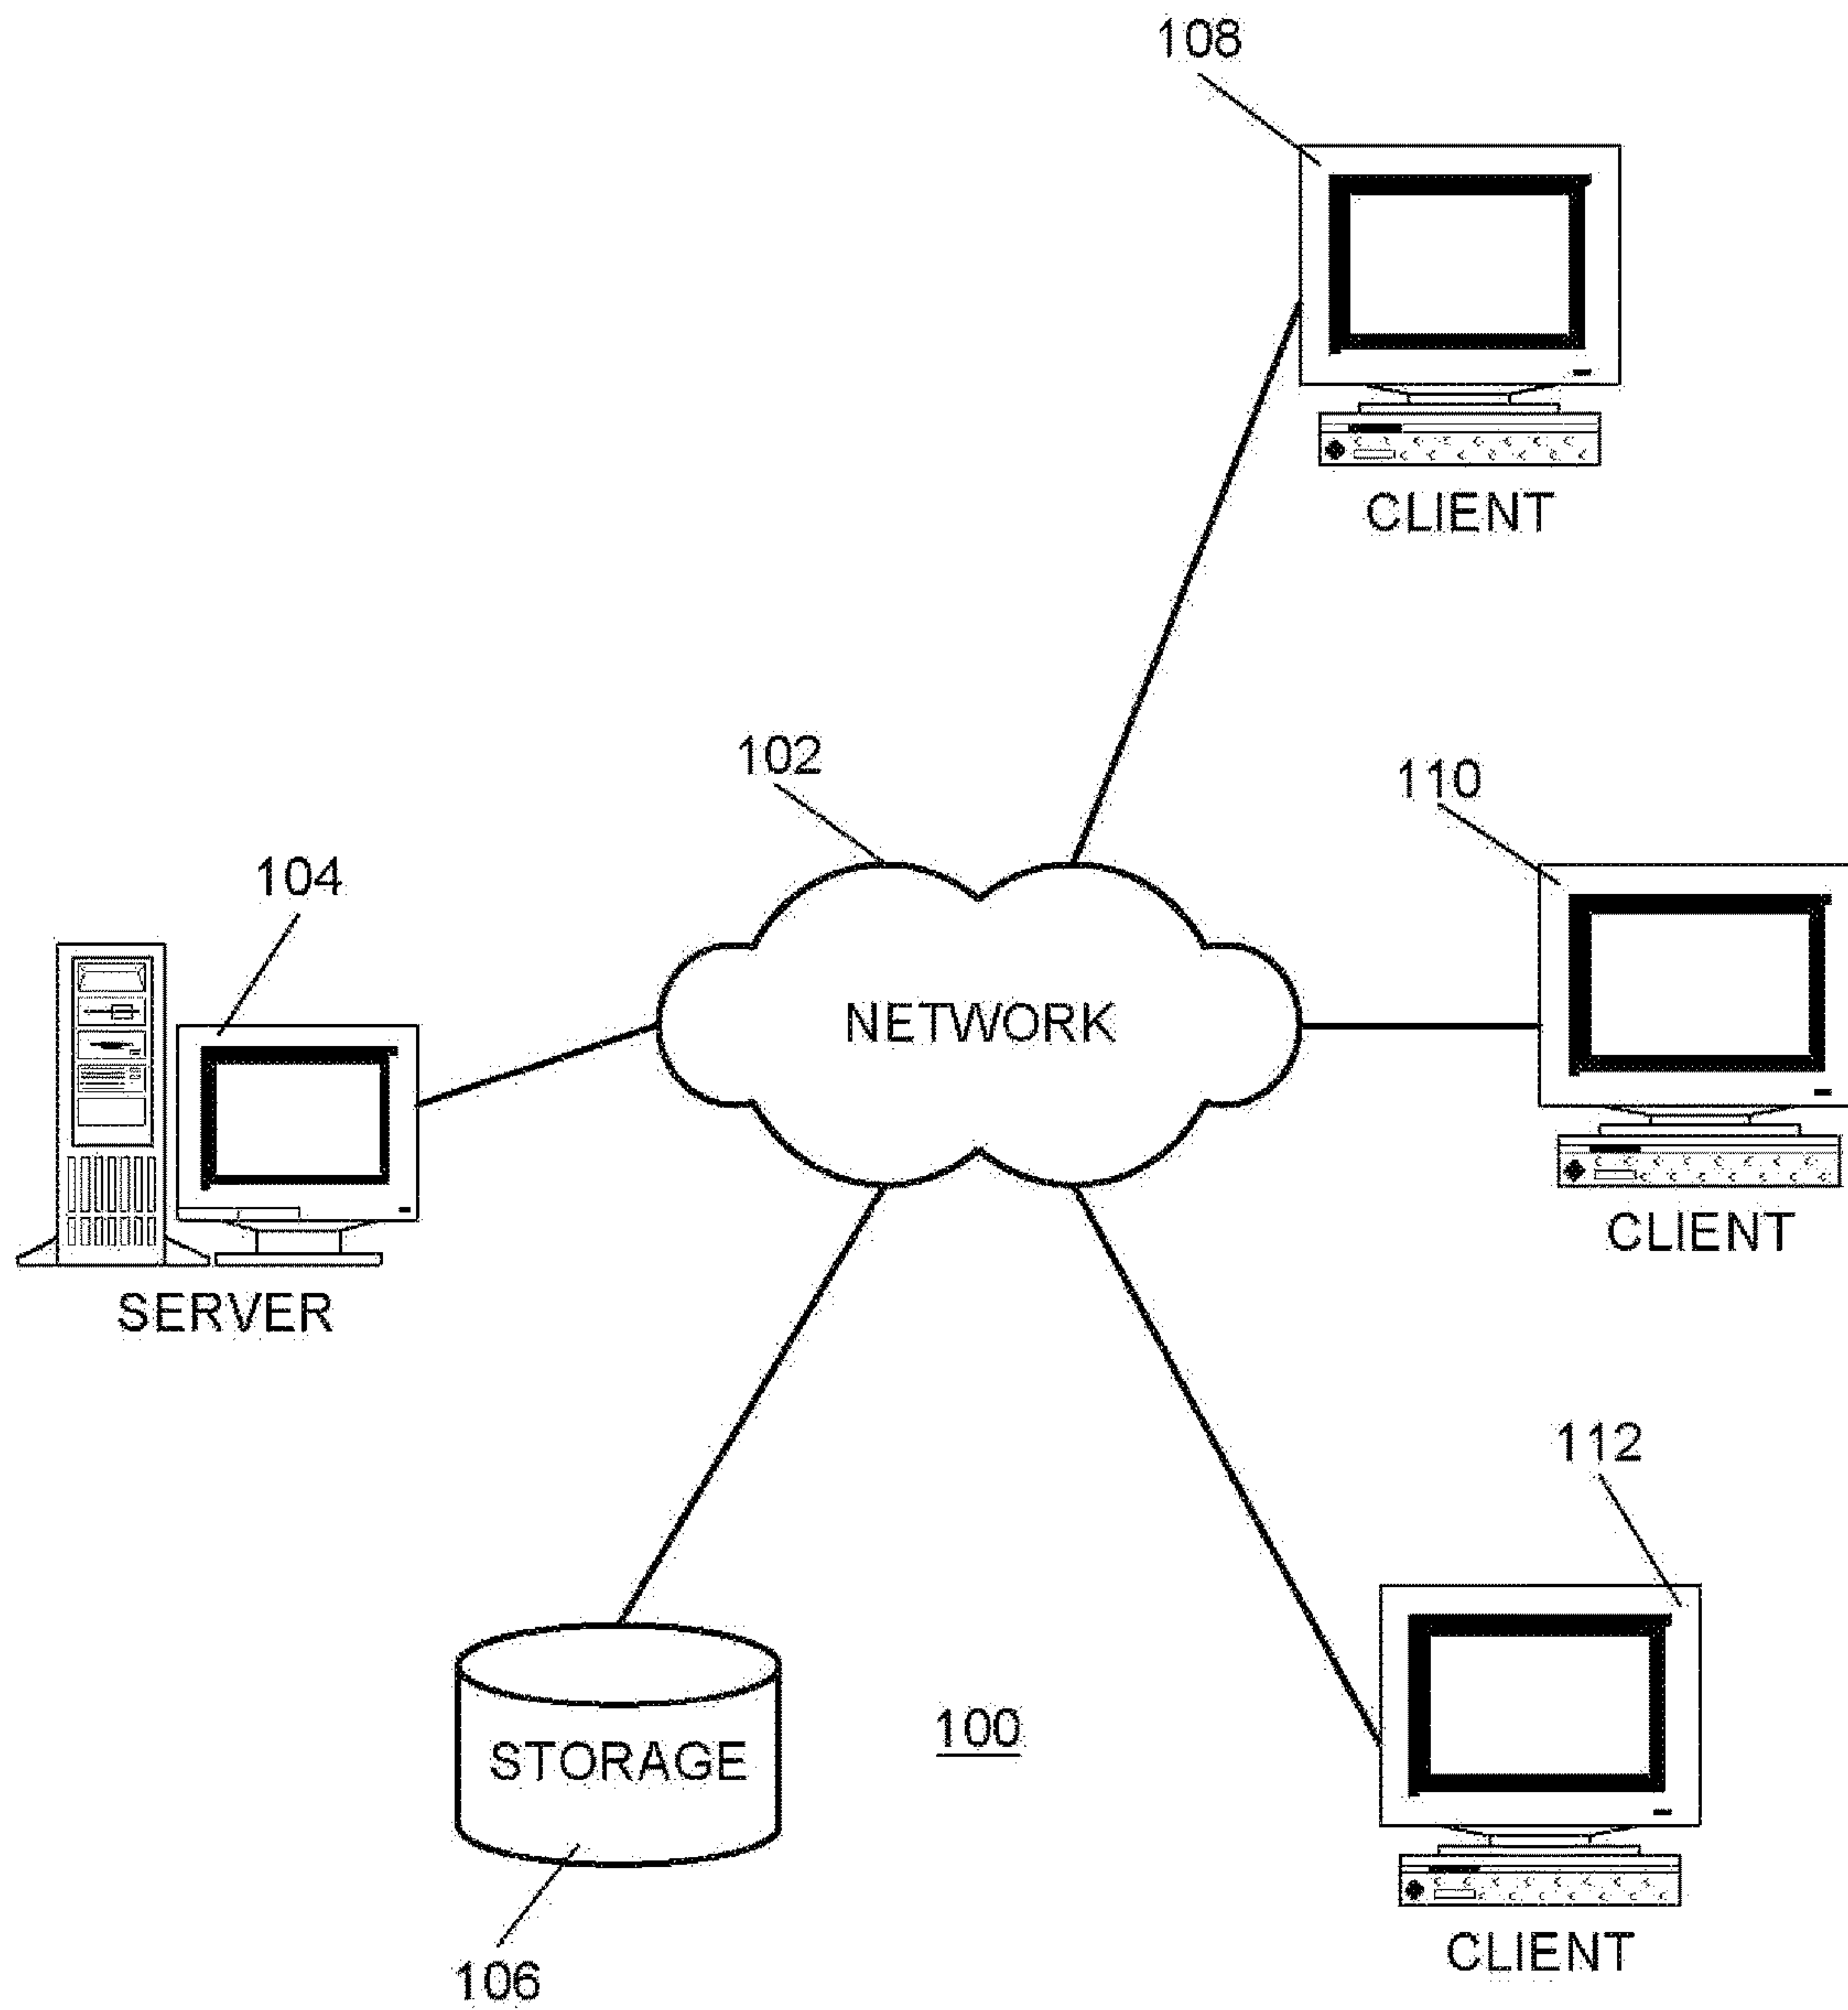 108
CLIENT
102
110
104
NETWORK
CLIENT
SERVER
112
STORAGE
100
106
CLIENT